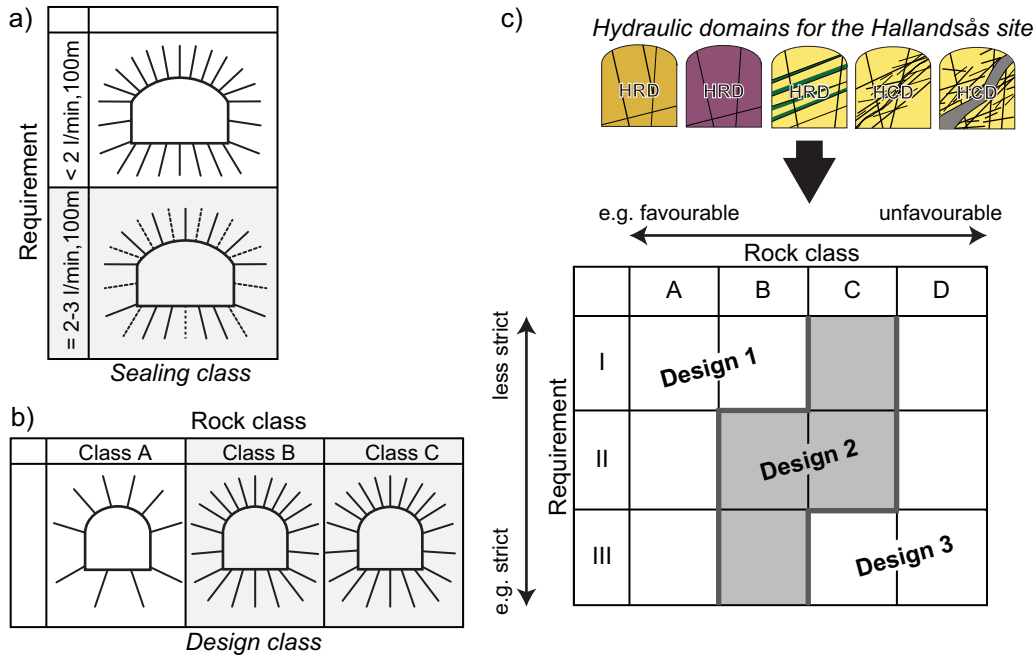 a)
Requirement
< 2 l/min,100m
= 2-3 l/min,100m
Sealing class
b)
Rock class
Class A
Class B
Class C
Design class
c)
Hydraulic domains for the Hallandsås site
HRD
HRD
HRD
HCD
HCD
e.g. favourable
unfavourable
Rock class
A
B
C
D
less strict
e.g. strict
Requirement
I
II
III
Design 1
Design 2
Design 3